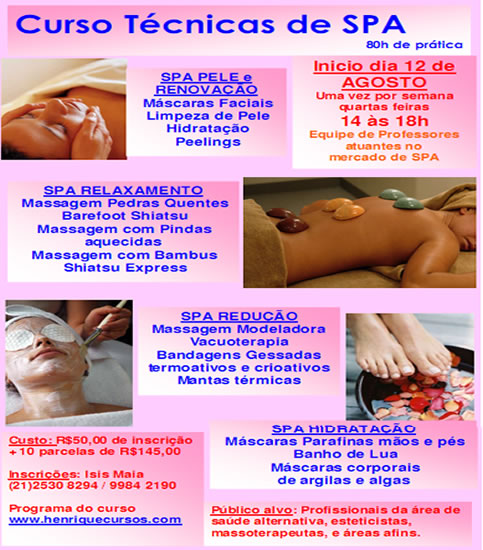 Curso Técnicas de SPA
80h de prática
SPA PELE e
RENOVAÇÃO
Máscaras Faciais
Limpeza de Pele
Hidratação
Peelings
Inicio dia 12 de
AGOSTO
Uma vez por semana
quartas feiras
14 às 18h
Equipe de Professores
atuantes no
mercado de SPA
SPA RELAXAMENTO
Massagem Pedras Quentes
Barefoot Shiatsu
Massagem com Pindas
aquecidas
Massagem com Bambus
Shiatsu Express
SPA REDUÇÃO
Massagem Modeladora
Vacuoterapia
Bandagens Gessadas
termoativos e crioativos
Mantas térmicas
SPA HIDRATAÇÃO
Máscaras Parafinas mãos e pés
Banho de Lua
Máscaras corporais
de argilas e algas
Custo: R$50,00 de inscrição
+ 10 parcelas de R$145,00
Inscrições: Isis Maia
(21)2530 8294 / 9984 2190
Programa do curso
www.henriquecursos.com
Público alvo: Profissionais da área de
saúde alternativa, esteticistas,
massoterapeutas, e áreas afins.